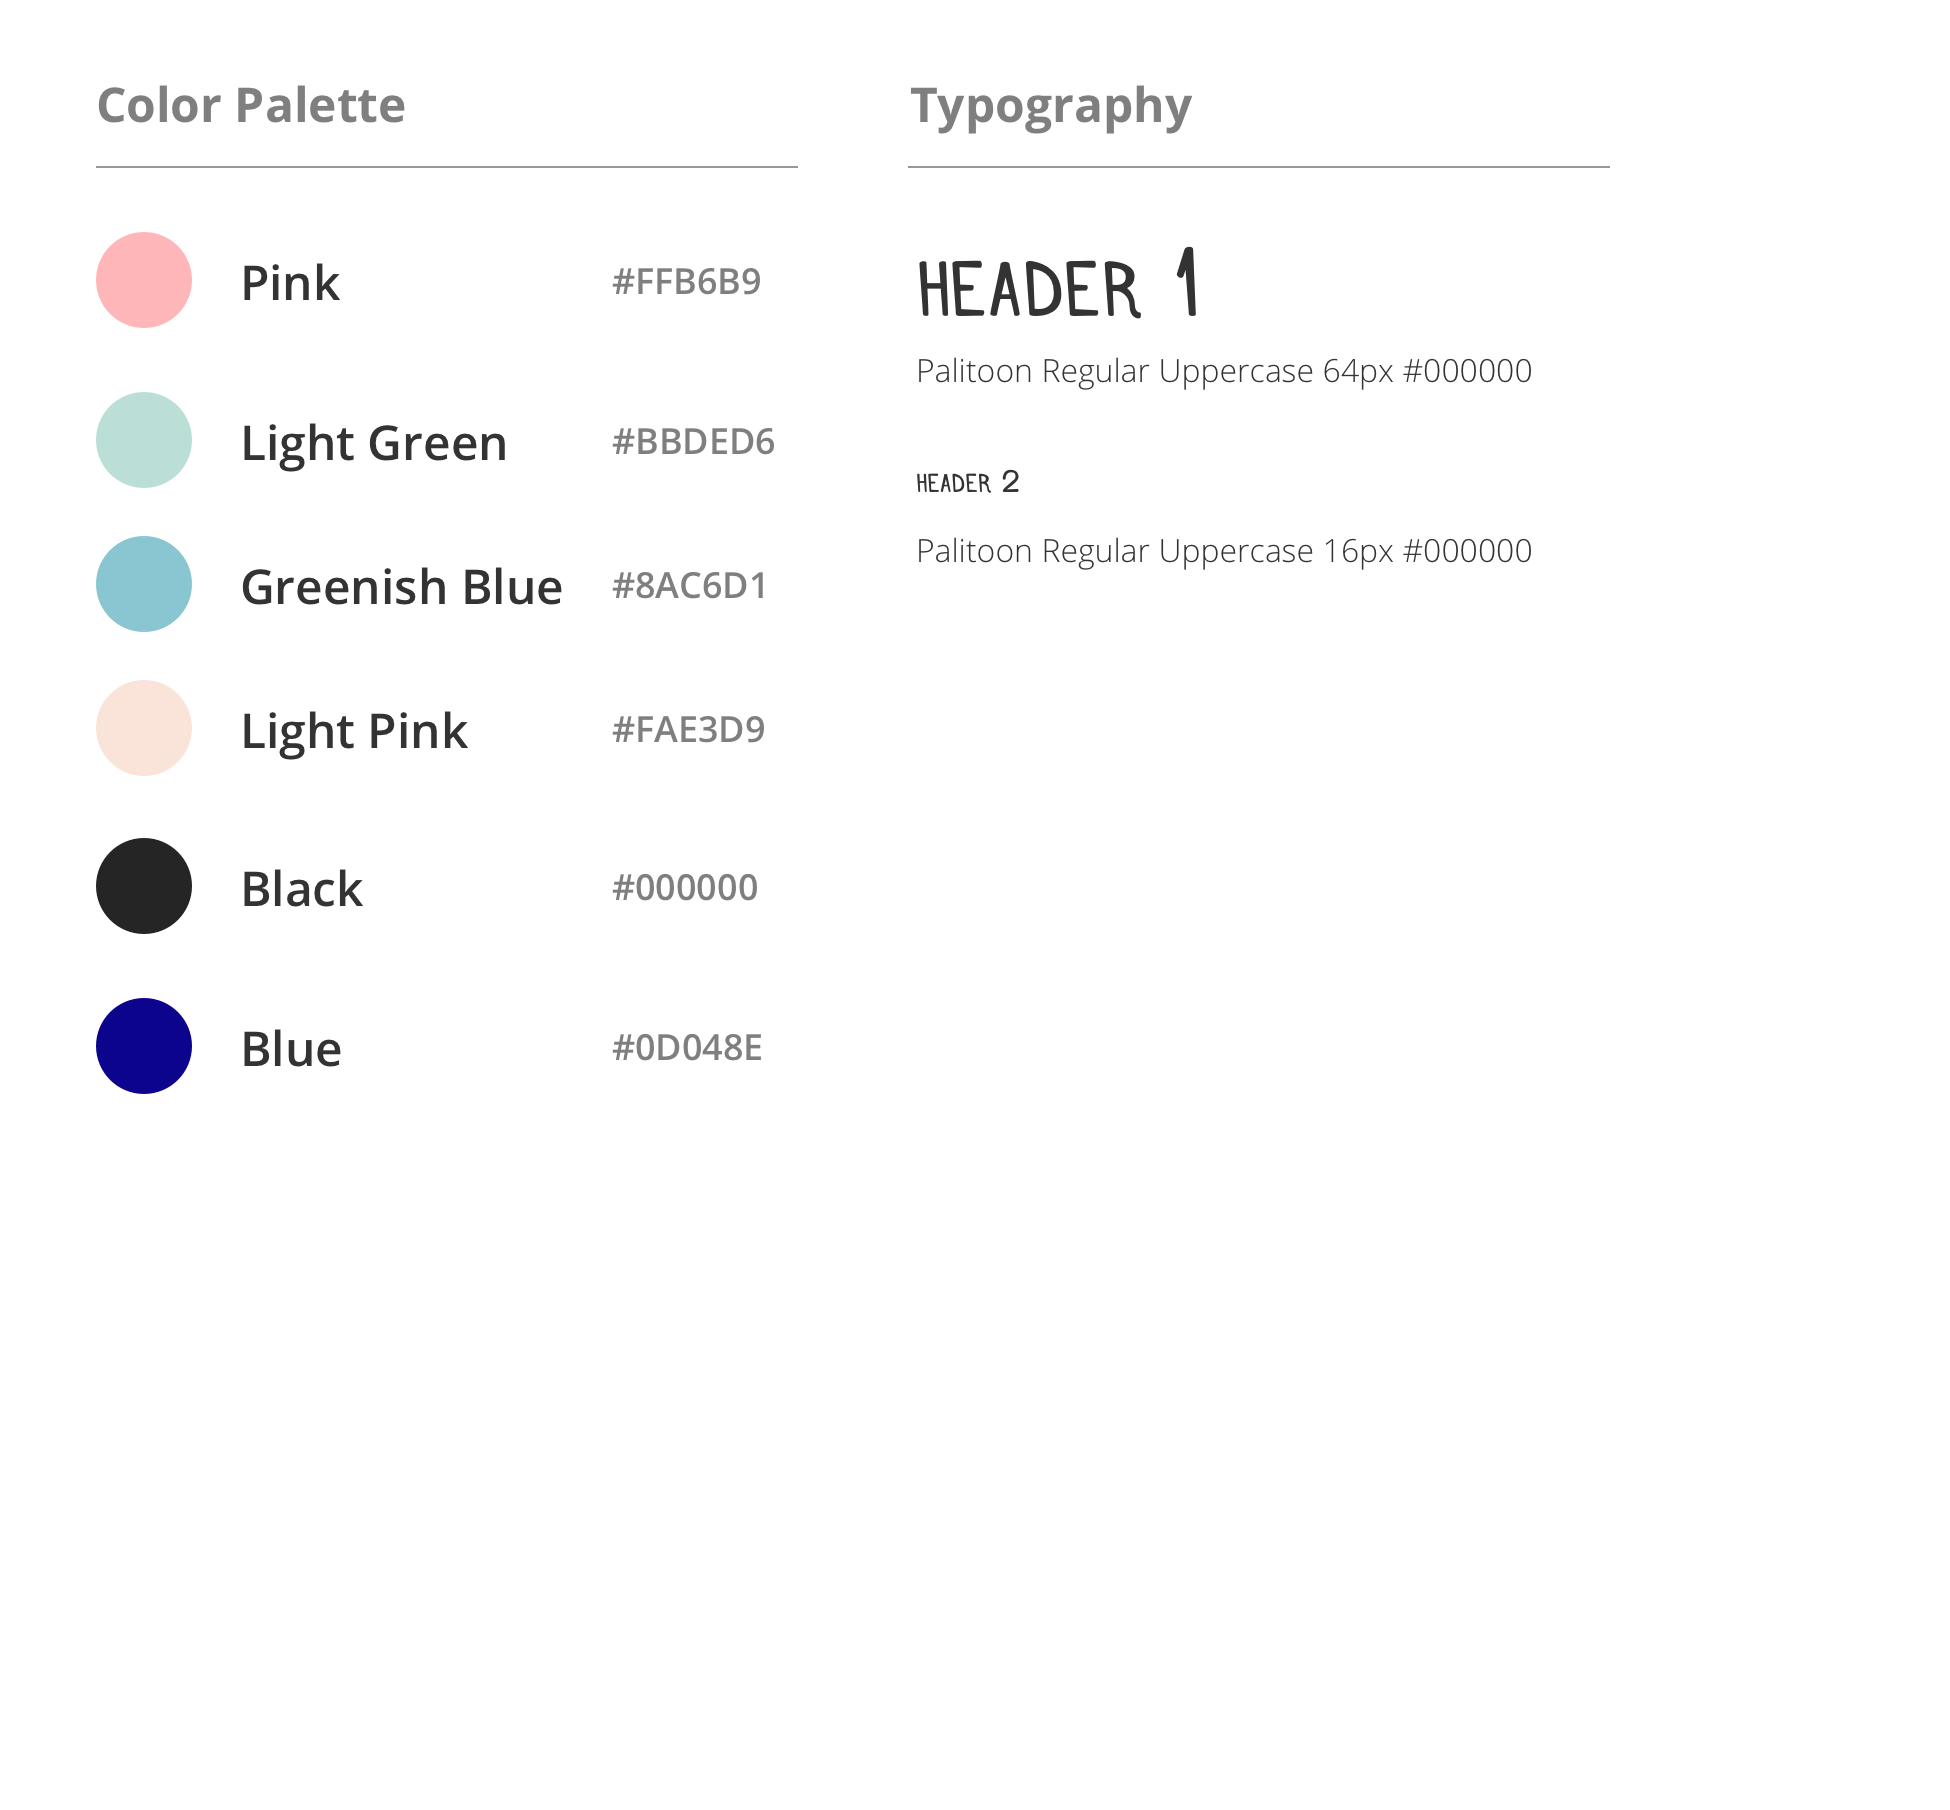 Color Palette
Pink #FFB6B9
Light Green #BBDED6
Greenish Blue #8AC6D1
Light Pink #FAE3D9
Black #000000
Blue #0D048E
Typography
HEADER 1
Palitoon Regular Uppercase 64px #000000
HEADER 2
Palitoon Regular Uppercase 16px #000000